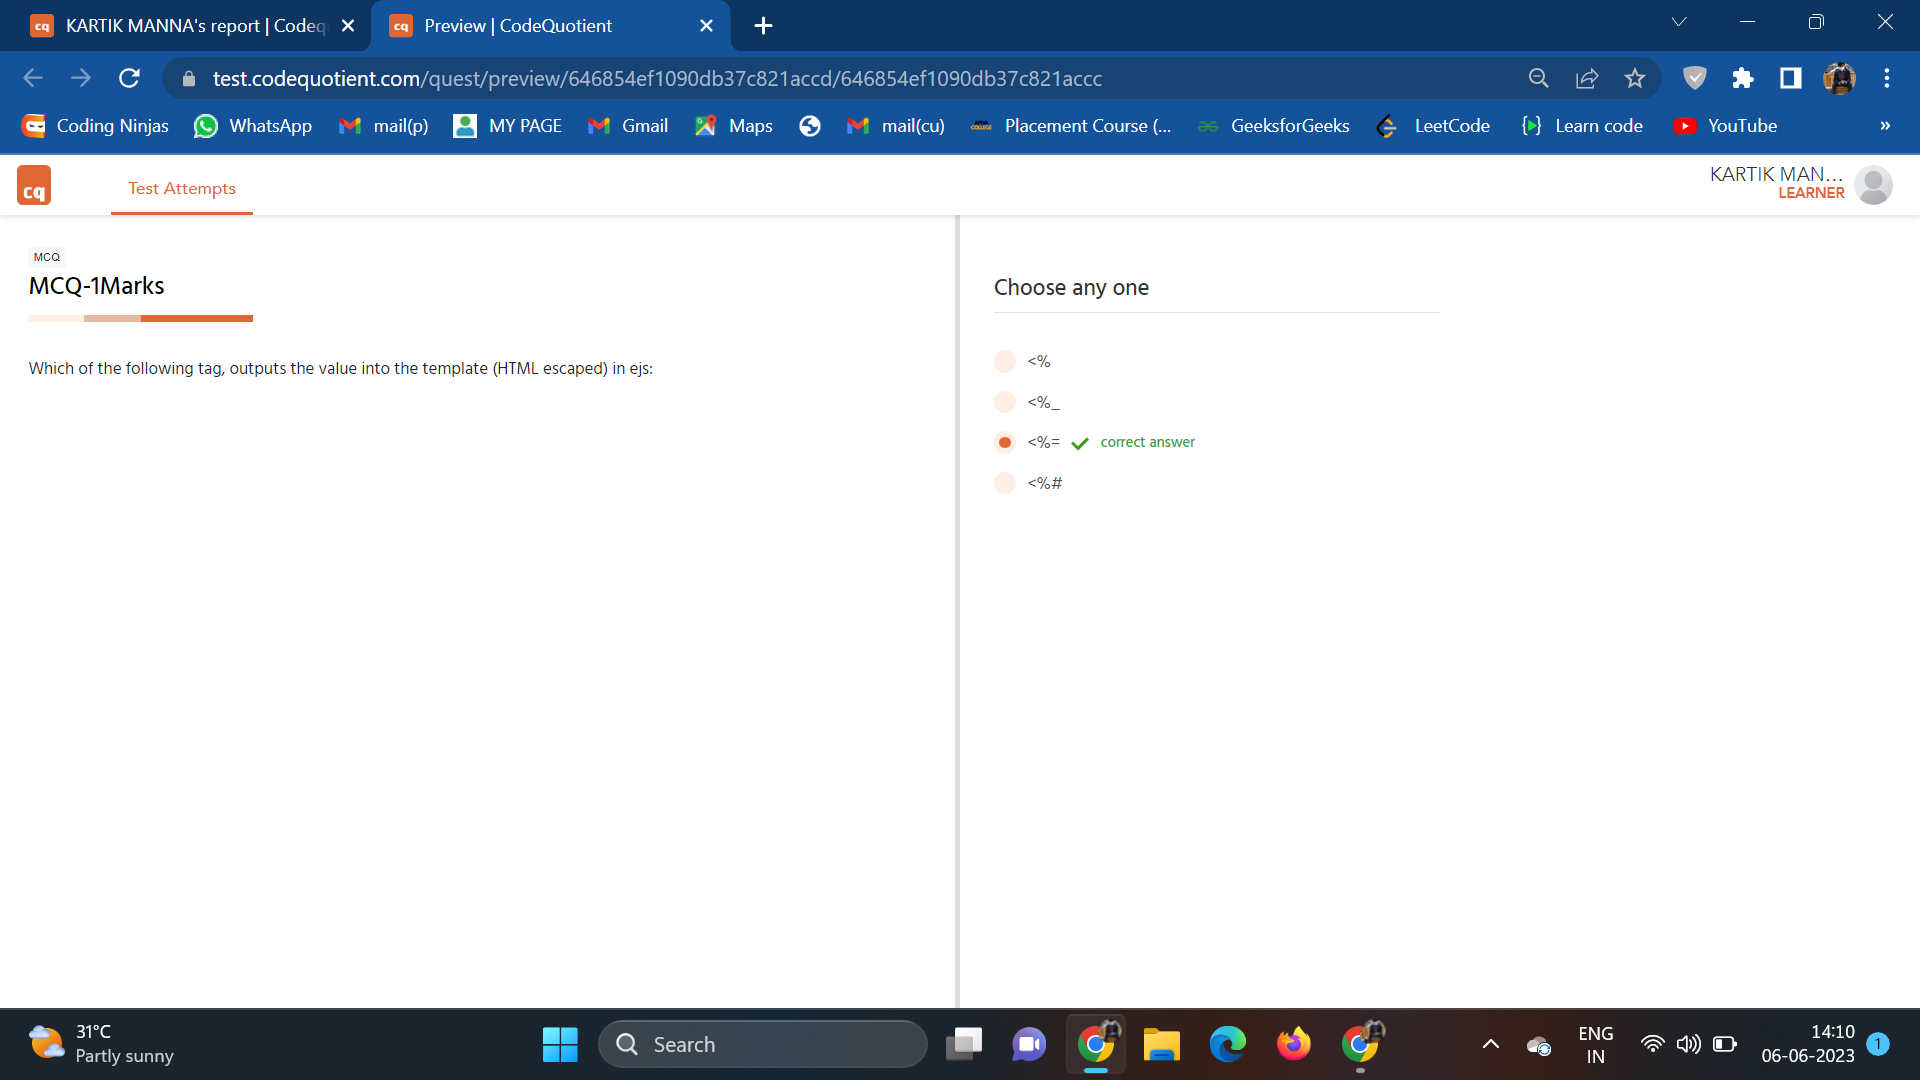 KARTIK MANNA's report | Codeq
Preview | CodeQuotient
test.codequotient.com/quest/preview/646854ef1090db37c821accd/646854ef1090db37c821accc
Coding Ninjas
WhatsApp
mail(p)
MY PAGE
Gmail
Maps
mail(cu)
Placement Course (...
GeeksforGeeks
LeetCode
Learn code
YouTube
»
cq
Test Attempts
KARTIK MAN...
LEARNER
MCQ
MCQ-1Marks
Which of the following tag, outputs the value into the template (HTML escaped) in ejs:
Choose any one
<%
<%_
<%= correct answer
<%#
31°C
Partly sunny
Search
ENG
IN
14:10
06-06-2023
1